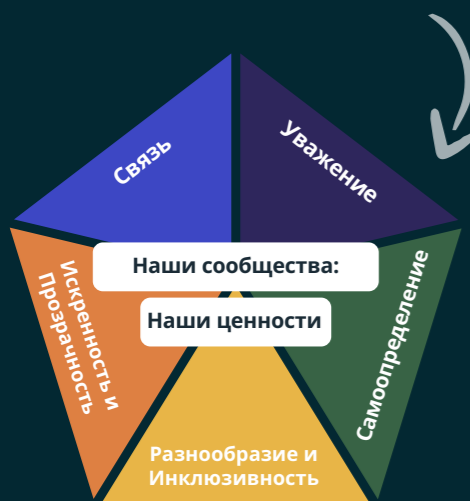 Связь
Уважение
Наши сообщества:
Наши ценности
Искренность и
Прозрачность
Самоопределение
Разнообразие и
Инклюзивность